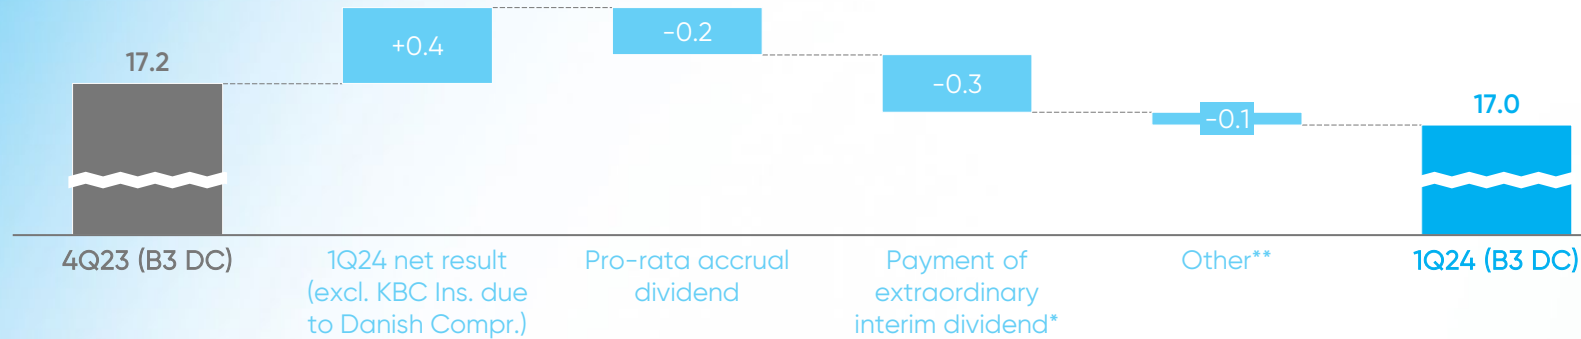 17.2
+0.4
-0.2
-0.3
-0.1
17.0
4Q23 (B3 DC)
1Q24 net result
(excl. KBC Ins. due
to Danish Compr.)
Pro-rata accrual
dividend
Payment of
extraordinary
interim dividend*
Other**
1Q24 (B3 DC)